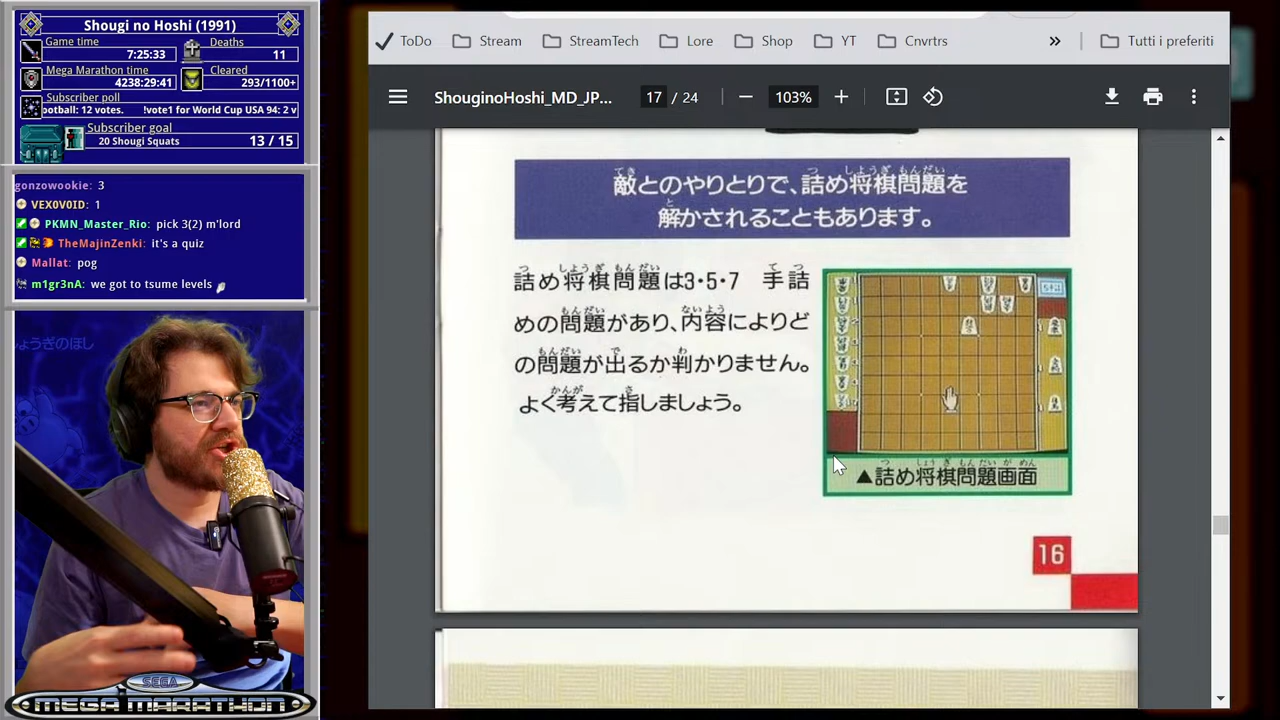 Shougi no Hoshi (1991)
Game time
7:25:33
Deaths
11
Mega Marathon time
4238:29:41
Cleared
293/1100+
Subscriber poll
ootball: 12 votes. !vote1 for World Cup USA 94: 2 v
Subscriber goal
20 Shougi Squats
13 / 15
gonzowookie: 3
VEX0V0ID: 1
PKMN_Master_Rio: pick 3(2) m'lord
TheMajinZenki: it's a quiz
Mallat: pog
m1gr3nA: we got to tsume levels
しょうぎのほし
SEGA
MEGA MARATHON
ToDo
Stream
StreamTech
Lore
Shop
YT
Cnvrtrs
Tutti i preferiti
ShouginoHoshi_MD_JP...
17 / 24
103%
敵とのやりとりで、詰め将棋問題を
解かされることもあります。
詰め将棋問題は3・5・7 手詰
めの問題があり、内容によりど
の問題が出るか判かりません。
よく考えて指しましょう。
▲詰め将棋問題画面
16